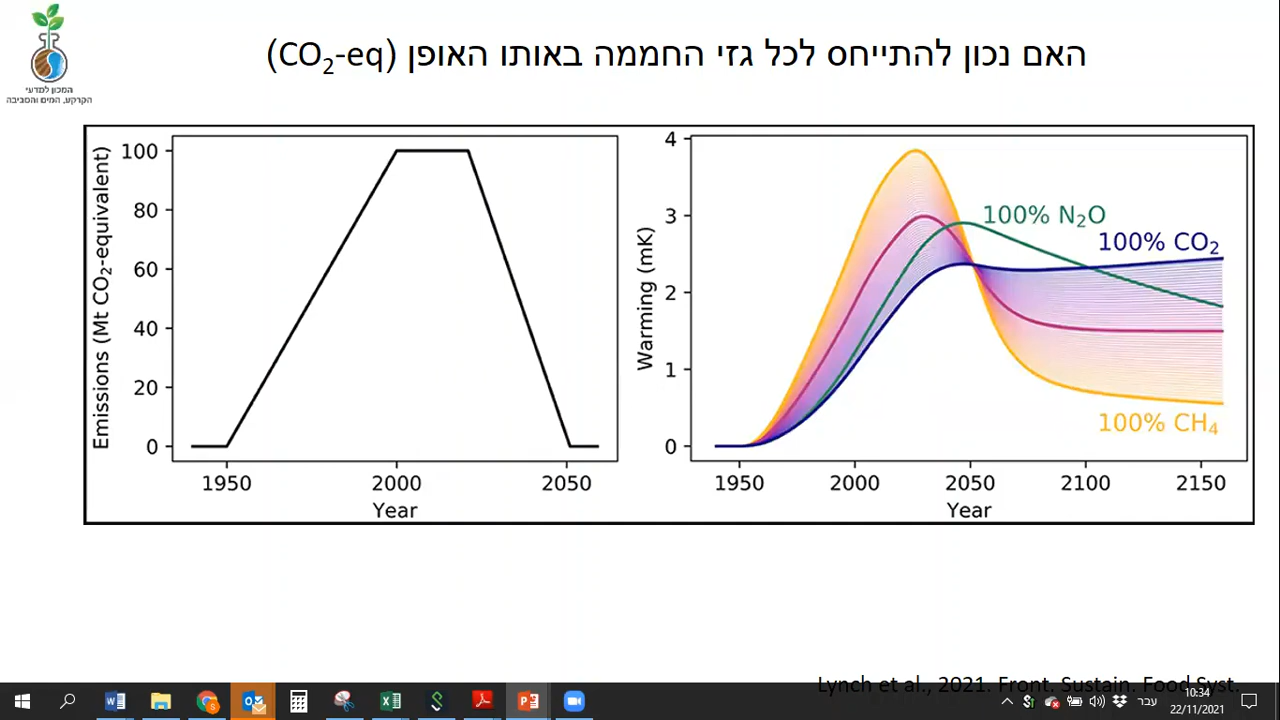 המכון למדעי
הקרקע, המים והסביבה
האם נכון להתייחס לכל גזי החממה באותו האופן (CO₂-eq)
Emissions (Mt CO₂-equivalent)
100
80
60
40
20
0
1950 2000 2050
Year
Warming (mK)
4
3
2
1
0
100% N₂O
100% CO₂
100% CH₄
1950 2000 2050 2100 2150
Year
Lynch et al., 2021. Front. Sustain. Food Syst.
עבר
10:34
22/11/2021